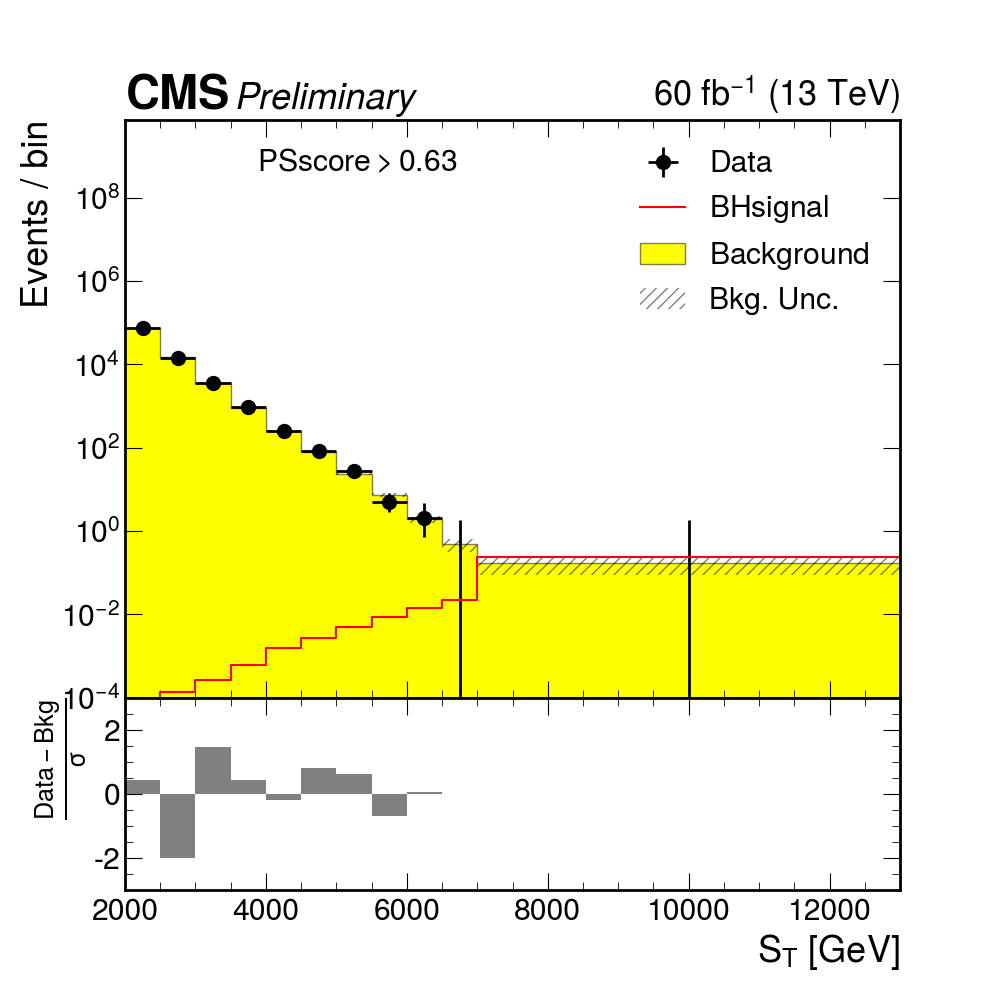 CMS Preliminary 60 fb⁻¹ (13 TeV)
Events / bin
PSscore > 0.63
Data
BHsignal
Background
Bkg. Unc.
10⁸
10⁶
10⁴
10²
10⁰
10⁻²
10⁻⁴
Data – Bkg
σ
2
0
-2
2000 4000 6000 8000 10000 12000
S_T [GeV]